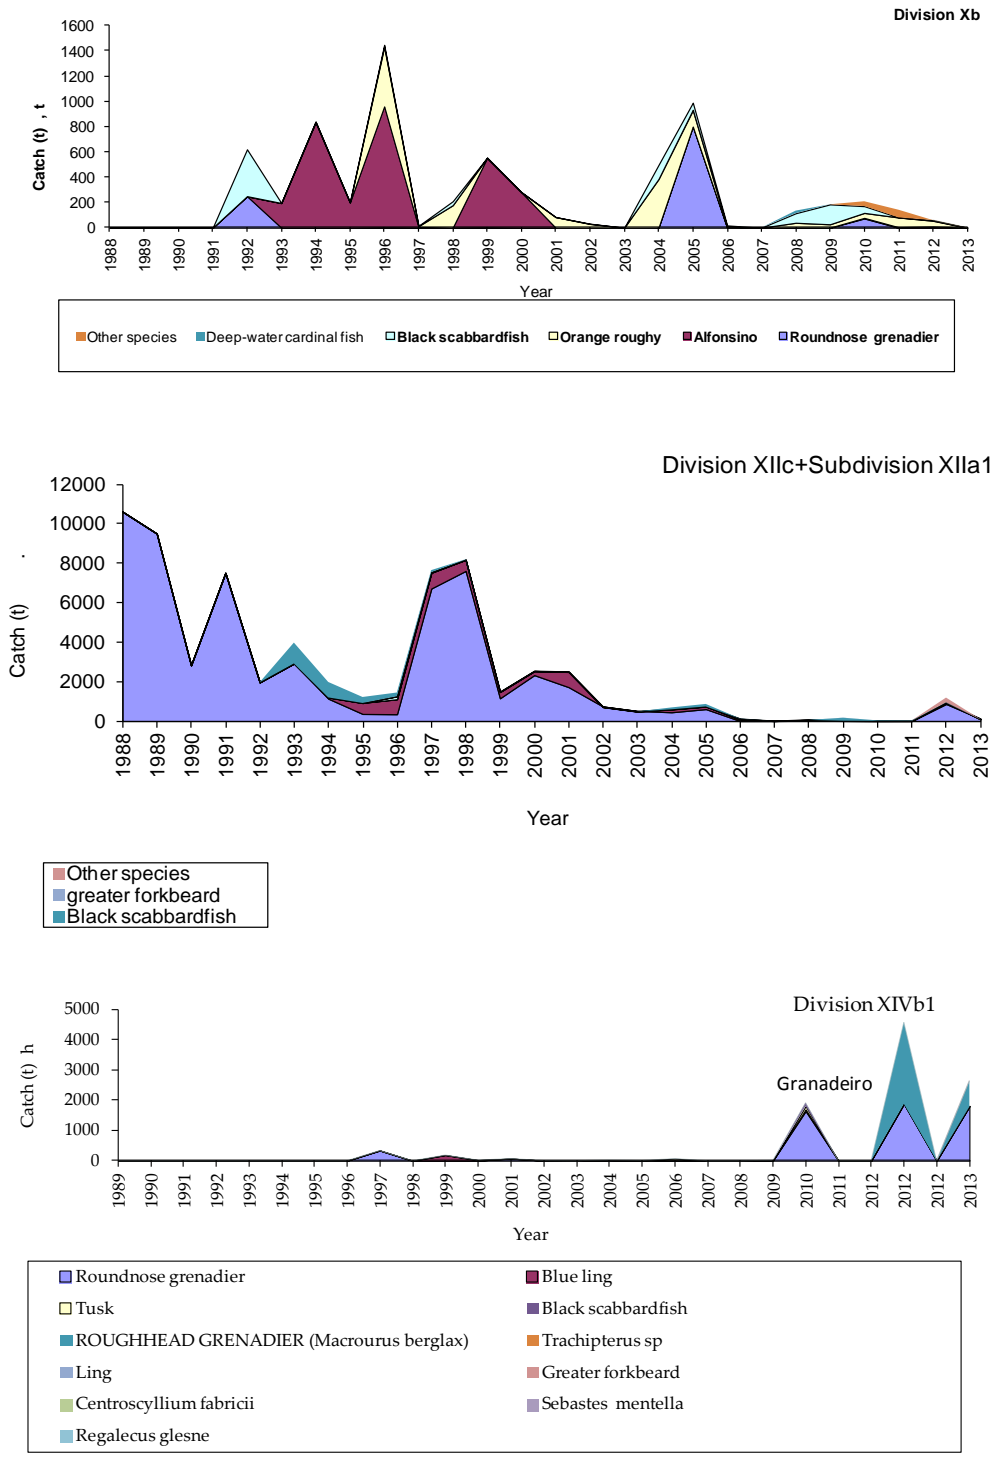 Division Xb
1600
1400
1200
1000
800
600
400
200
0
Catch (t) , t
1988 1989 1990 1991 1992 1993 1994 1995 1996 1997 1998 1999 2000 2001 2002 2003 2004 2005 2006 2007 2008 2009 2010 2011 2012 2013
Year
Other species Deep-water cardinal fish Black scabbardfish Orange roughy Alfonsino Roundnose grenadier
Division XIIc+Subdivision XIIa1
12000
10000
8000
6000
4000
2000
0
Catch (t) .
1988 1989 1990 1991 1992 1993 1994 1995 1996 1997 1998 1999 2000 2001 2002 2003 2004 2005 2006 2007 2008 2009 2010 2011 2012 2013
Year
Other species
greater forkbeard
Black scabbardfish
Division XIVb1
5000
4000
3000
2000
1000
0
Catch (t) h
Granadeiro
1989 1990 1991 1992 1993 1994 1995 1996 1997 1998 1999 2000 2001 2002 2003 2004 2005 2006 2007 2008 2009 2010 2011 2012 2012 2012 2013
Year
Roundnose grenadier Blue ling
Tusk Black scabbardfish
ROUGHHEAD GRENADIER (Macrourus berglax) Trachipterus sp
Ling Greater forkbeard
Centroscyllium fabricii Sebastes mentella
Regalecus glesne